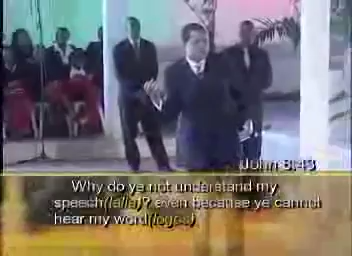 John 8:43
Why do ye not understand my
speech(lalia)? even because ye cannot
hear my word(logos)